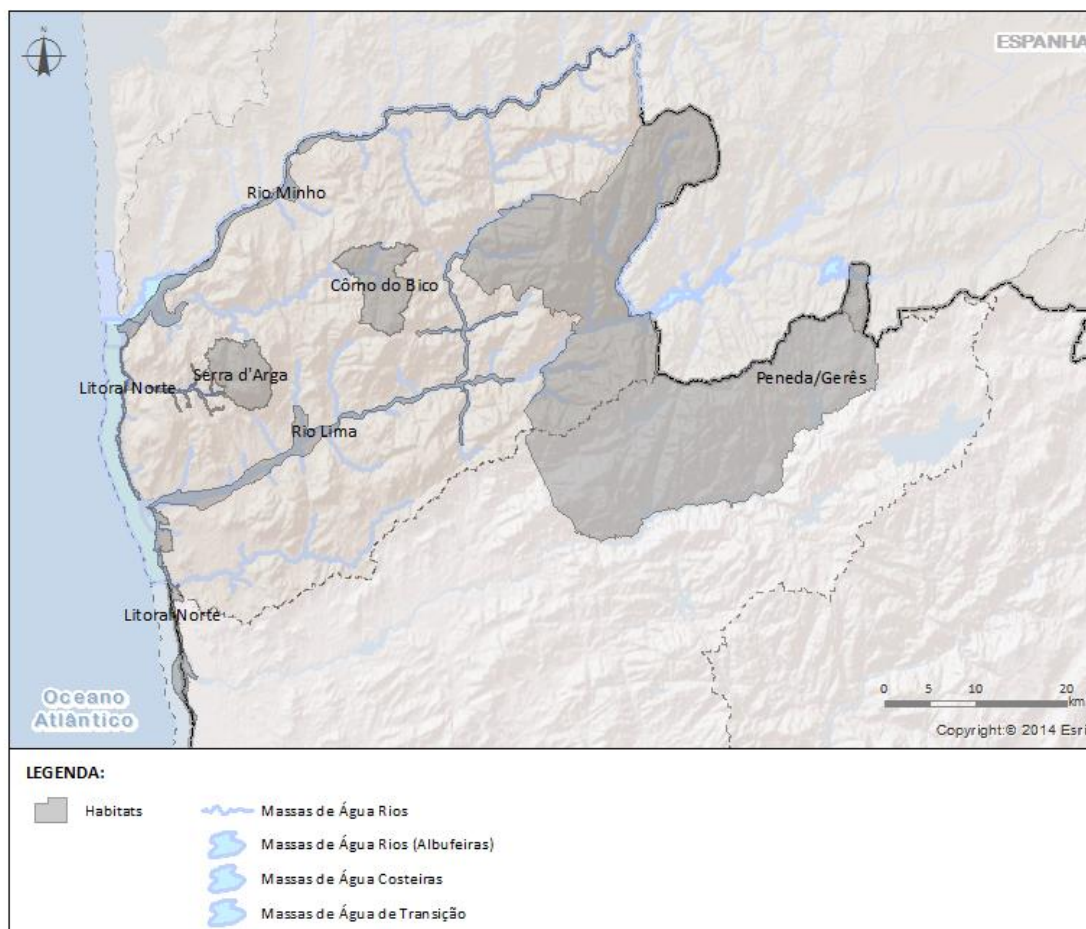 N
ESPANHA
Rio Minho
Côrno do Bico
Serra d'Arga
Litoral Norte
Peneda/Gerês
Rio Lima
Litoral Norte
Oceano
Atlântico
0 5 10 20
km
Copyright:© 2014 Esri
LEGENDA:
Habitats
Massas de Água Rios
Massas de Água Rios (Albufeiras)
Massas de Água Costeiras
Massas de Água de Transição